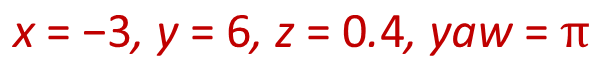 x = −3, y = 6, z = 0.4, yaw = π